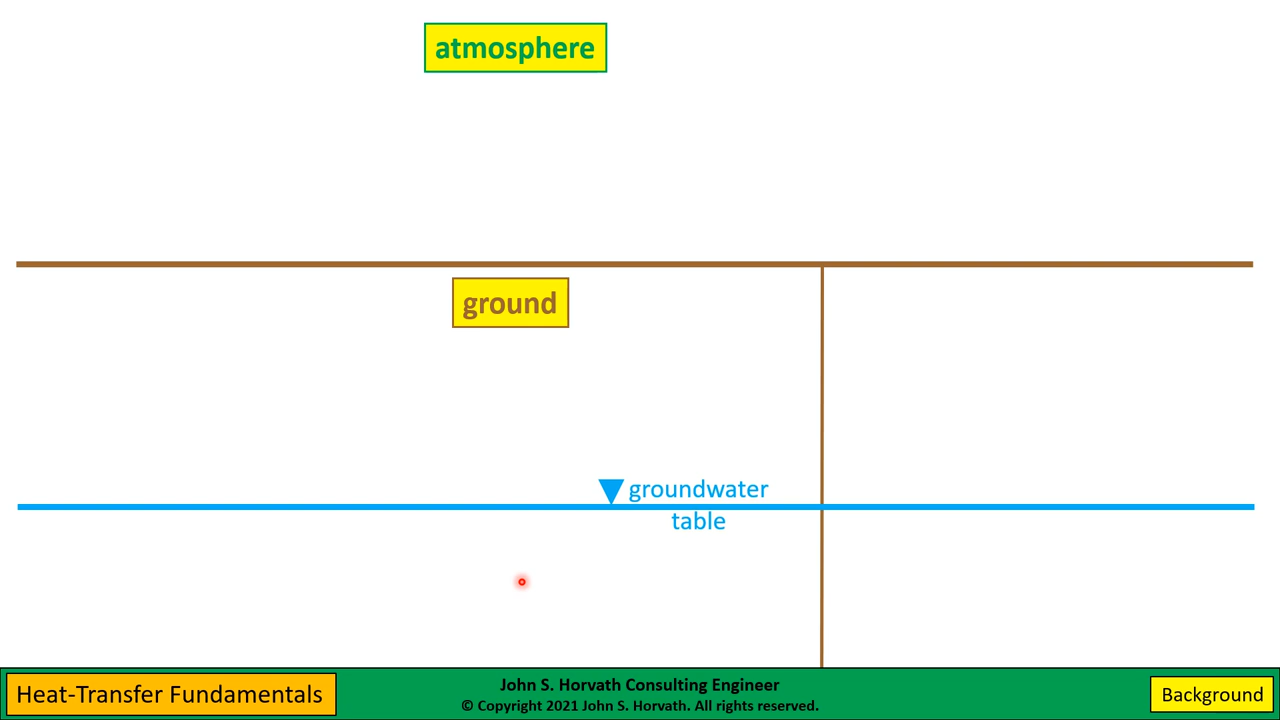 atmosphere
ground
groundwater
table
Heat-Transfer Fundamentals
John S. Horvath Consulting Engineer
© Copyright 2021 John S. Horvath. All rights reserved.
Background